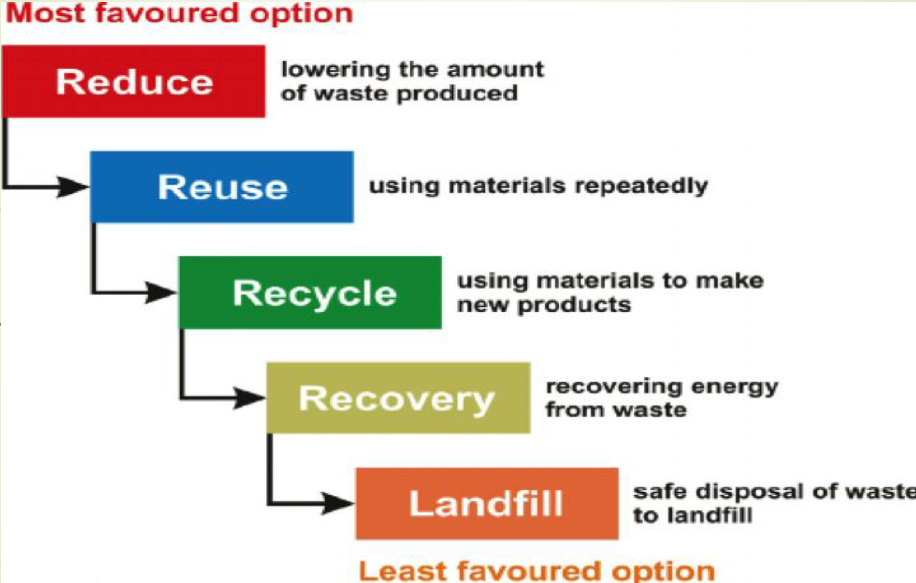 Most favoured option
Reduce
lowering the amount
of waste produced
Reuse
using materials repeatedly
Recycle
using materials to make
new products
Recovery
recovering energy
from waste
Landfill
safe disposal of waste
to landfill
Least favoured option